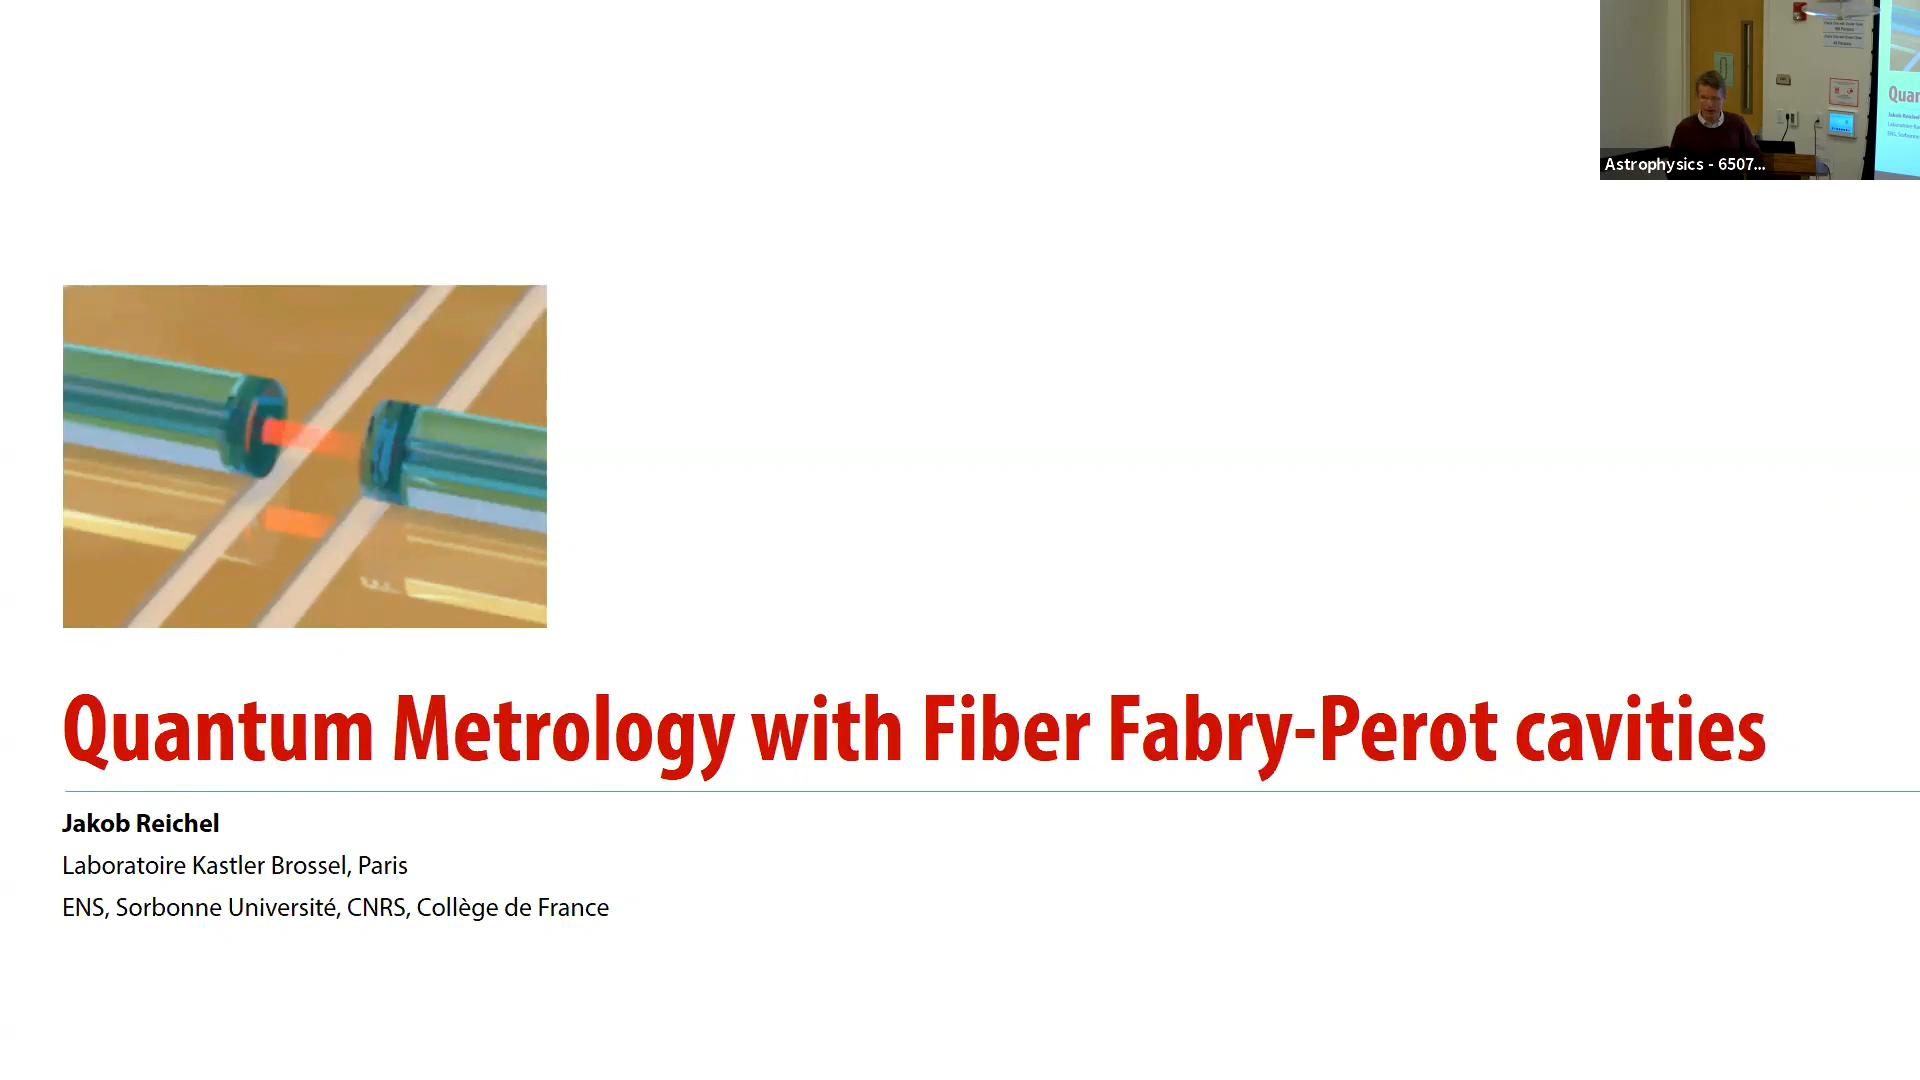 Astrophysics - 6507...
Quantum Metrology with Fiber Fabry-Perot cavities
Jakob Reichel
Laboratoire Kastler Brossel, Paris
ENS, Sorbonne Université, CNRS, Collège de France